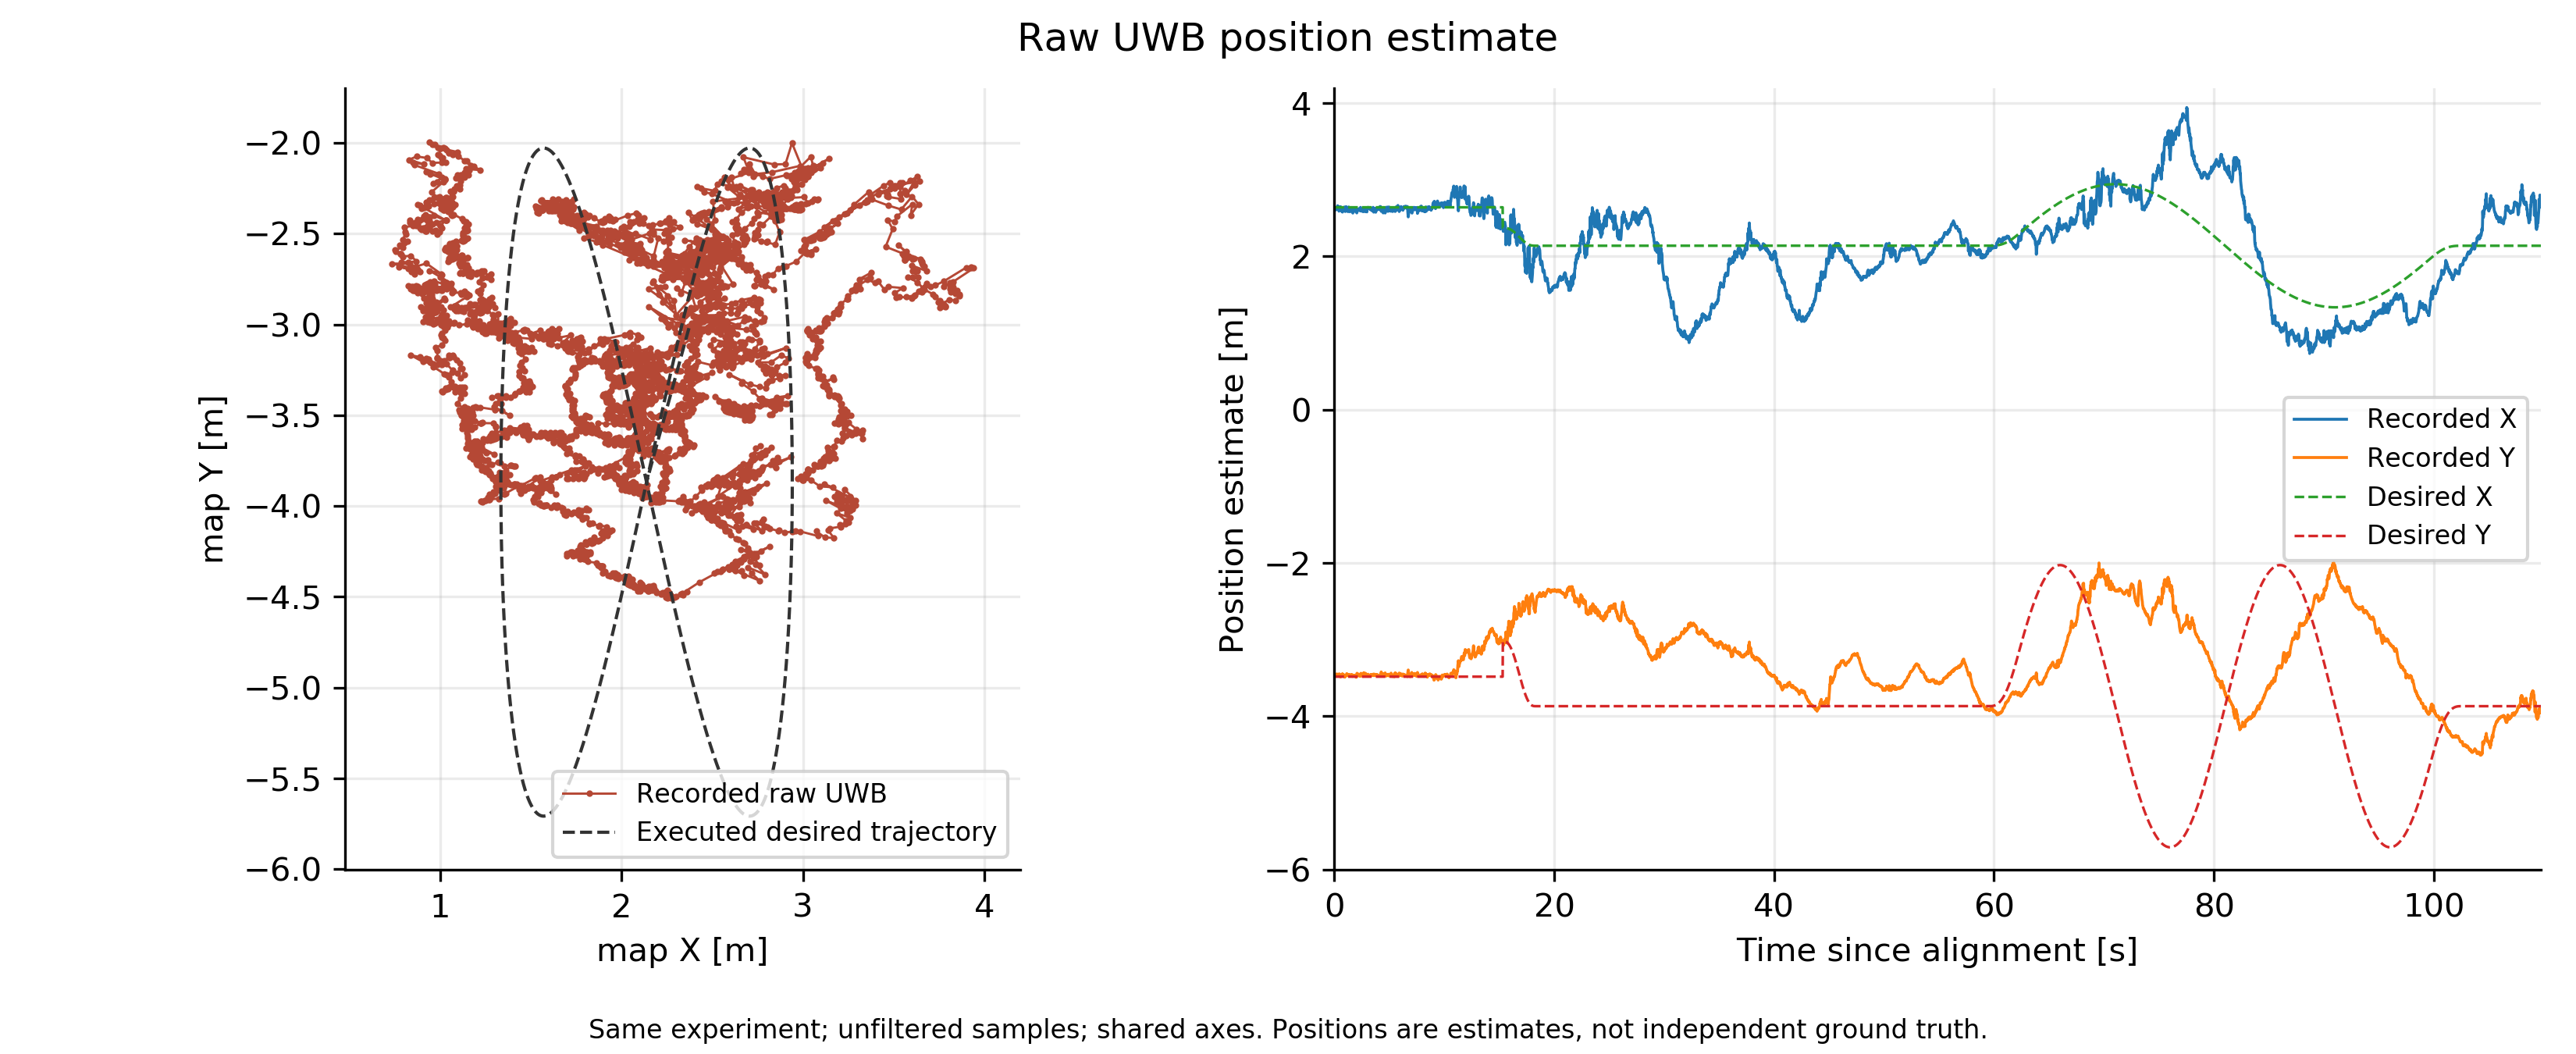 Raw UWB position estimate
map Y [m]
−2.0
−2.5
−3.0
−3.5
−4.0
−4.5
−5.0
−5.5
−6.0
1
2
3
4
map X [m]
Recorded raw UWB
Executed desired trajectory
Position estimate [m]
4
2
0
−2
−4
−6
0
20
40
60
80
100
Time since alignment [s]
Recorded X
Recorded Y
Desired X
Desired Y
Same experiment; unfiltered samples; shared axes. Positions are estimates, not independent ground truth.